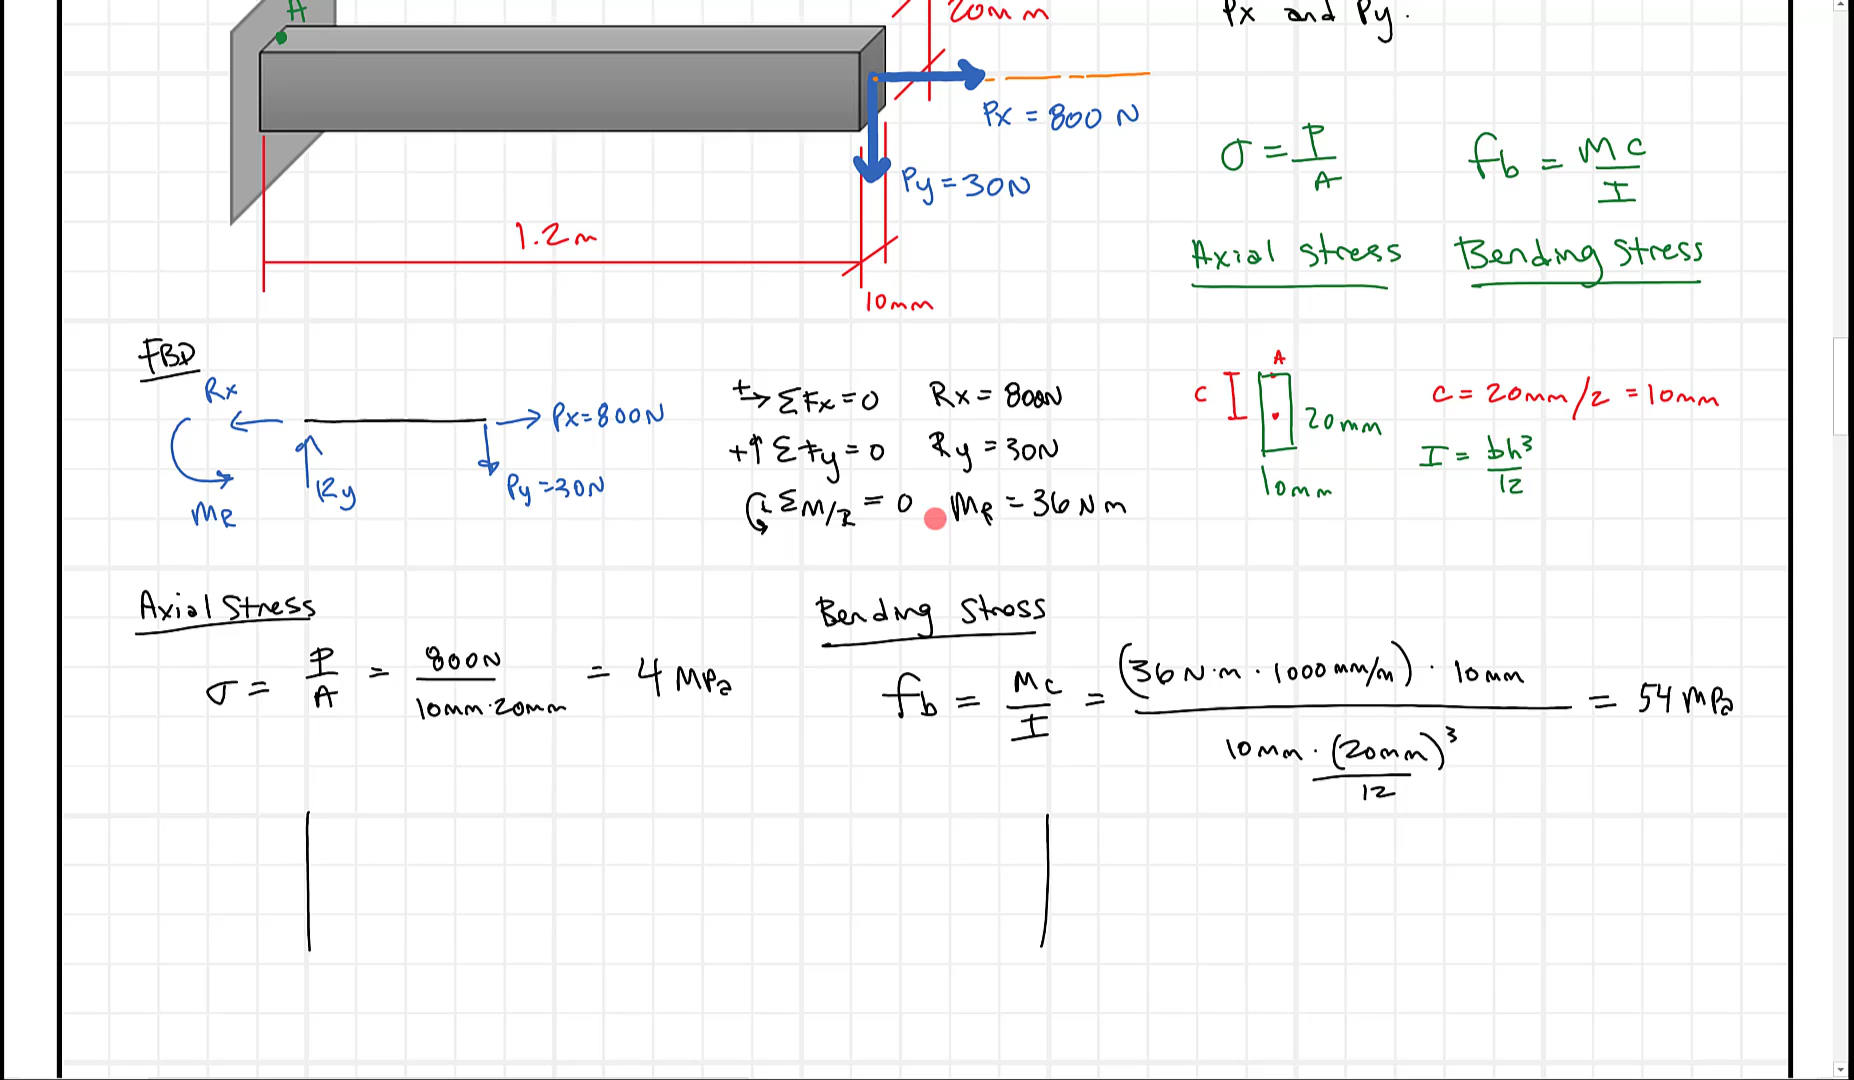 A
20mm
Px and Py.
Px = 800 N
Py = 30N
1.2m
10mm
σ = P/A
fb = Mc/I
Axial stress
Bending stress
FBD
Rx
Px=800N
Ry
Py=30N
MR
+→ ΣFx=0 Rx = 800N
+↑ ΣFy=0 Ry = 30N
ΣM/R = 0 MR = 36 Nm
A
C
20mm
10mm
C = 20mm/2 = 10mm
I = bh³/12
Axial Stress
σ = P/A = 800N/10mm·20mm = 4 MPa
Bending Stress
fb = Mc/I = (36 N·m · 1000 mm/m) · 10mm / 10mm · (20mm)³/12 = 54 MPa